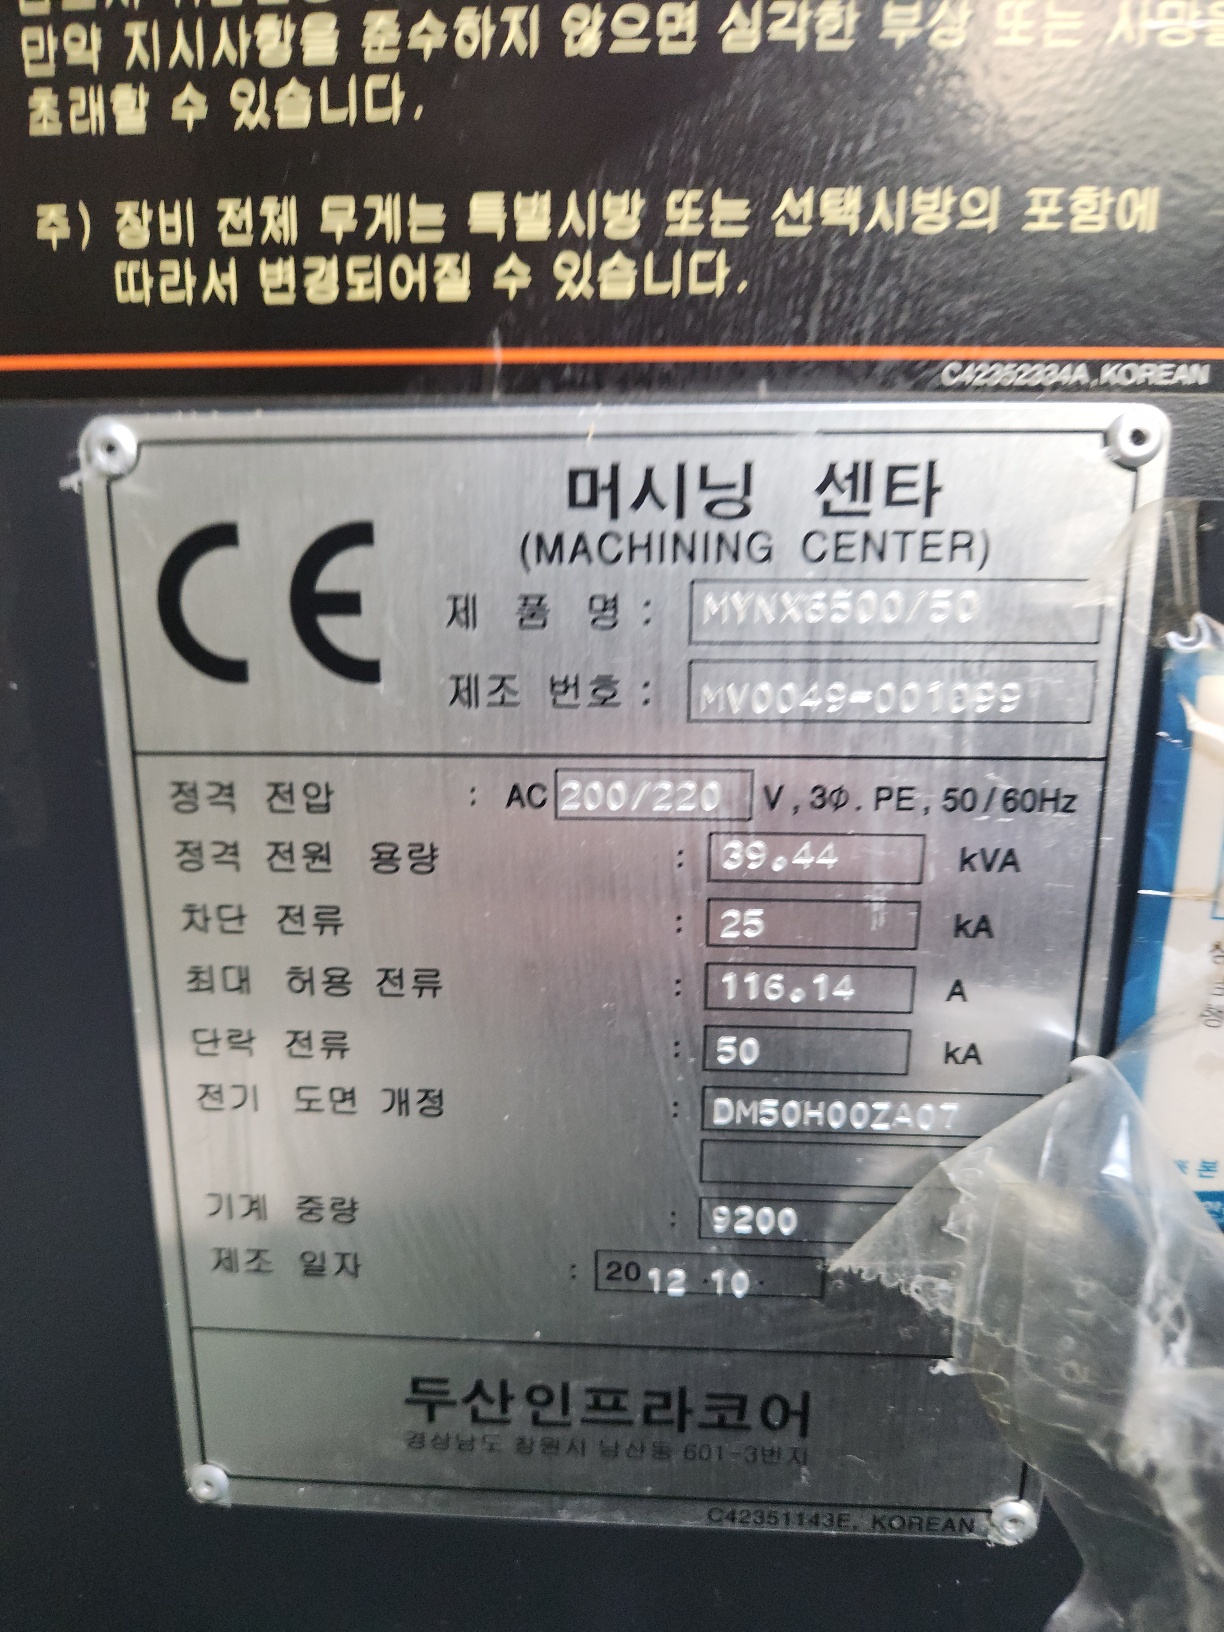 만약 지시사항을 준수하지 않으면 심각한 부상 또는 사망을
초래할 수 있습니다.
주) 장비 전체 무게는 특별시방 또는 선택시방의 포함에
따라서 변경되어질 수 있습니다.
C42352334A, KOREAN
CE
머시닝 센타
(MACHINING CENTER)
제 품 명 : MYNX6500/50
제조 번호 : MV0049-001099
정격 전압 : AC 200/220 V, 3Ø. PE, 50/60Hz
정격 전원 용량 : 39.44 kVA
차단 전류 : 25 kA
최대 허용 전류 : 116.14 A
단락 전류 : 50 kA
전기 도면 개정 : DM50H00ZA07
기계 중량 : 9200
제조 일자 : 2012.10.
두산인프라코어
경상남도 창원시 남산동 601-3번지
C42351143E, KOREAN